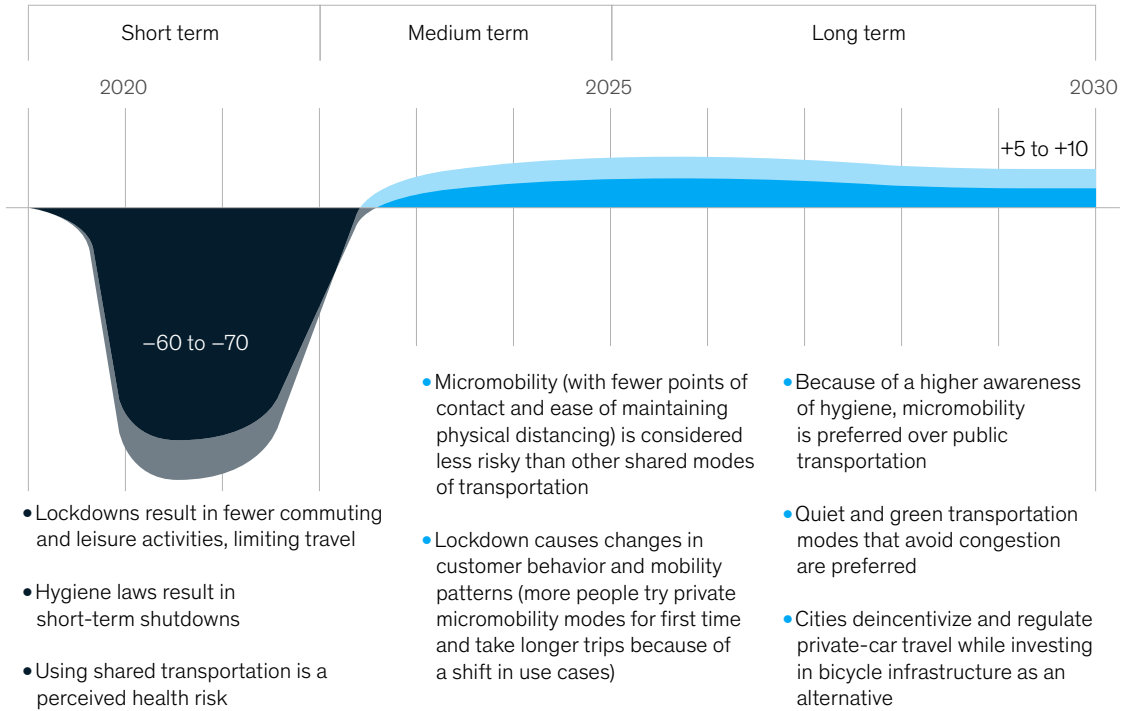 Short term
Medium term
Long term
2020
2025
2030
+5 to +10
–60 to –70
•Lockdowns result in fewer commuting
and leisure activities, limiting travel
•Hygiene laws result in
short-term shutdowns
•Using shared transportation is a
perceived health risk
•Micromobility (with fewer points of
contact and ease of maintaining
physical distancing) is considered
less risky than other shared modes
of transportation
•Lockdown causes changes in
customer behavior and mobility
patterns (more people try private
micromobility modes for first time
and take longer trips because of
a shift in use cases)
•Because of a higher awareness
of hygiene, micromobility
is preferred over public
transportation
•Quiet and green transportation
modes that avoid congestion
are preferred
•Cities deincentivize and regulate
private-car travel while investing
in bicycle infrastructure as an
alternative